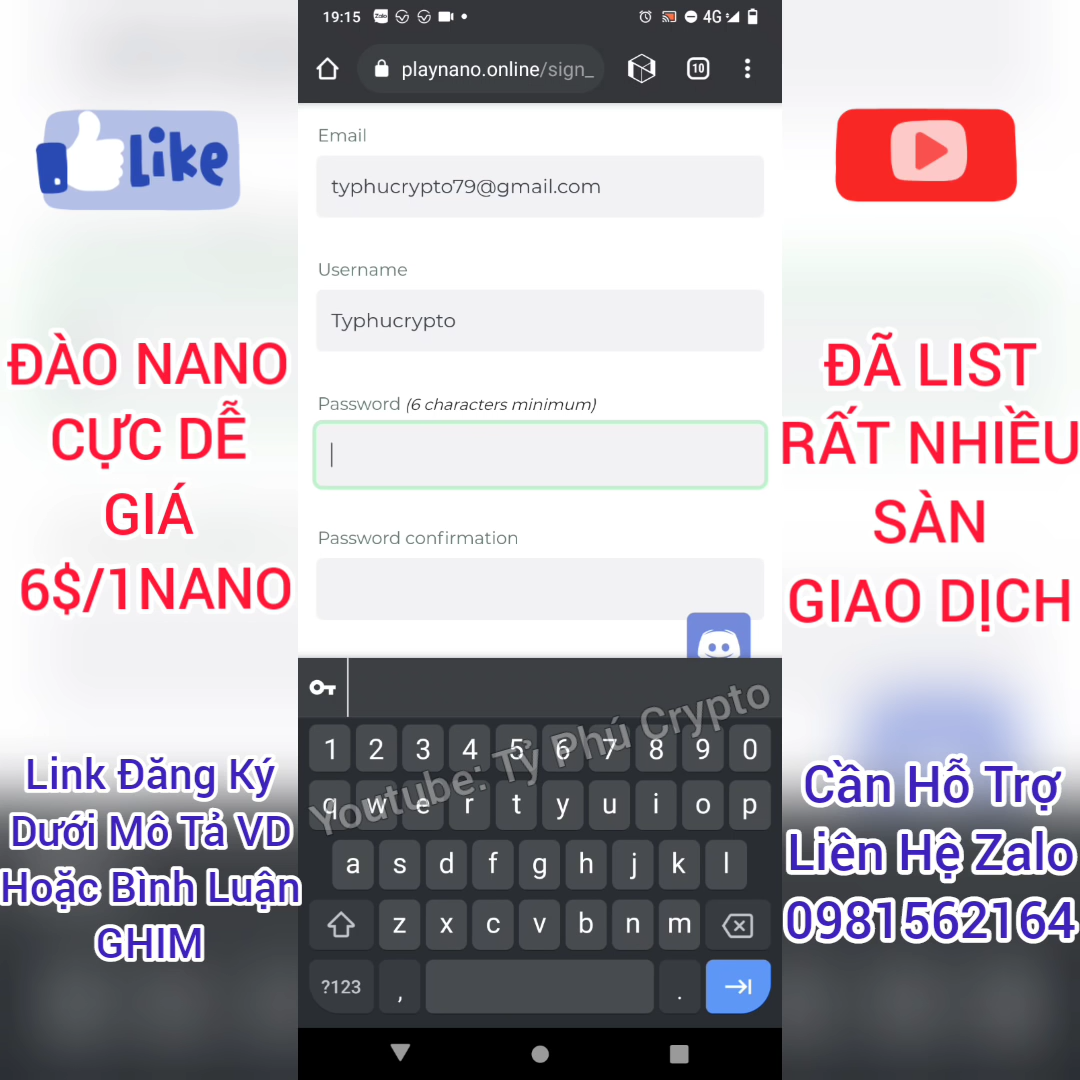 19:15
Zalo
4G
playnano.online/sign_
10
Like
Email
typhucrypto79@gmail.com
Username
Typhucrypto
Password (6 characters minimum)
Password confirmation
ĐÀO NANO
CỰC DỄ
GIÁ
6$/1NANO
ĐÃ LIST
RẤT NHIỀU
SÀN
GIAO DỊCH
Link Đăng Ký
Dưới Mô Tả VD
Hoặc Bình Luận
GHIM
Cần Hỗ Trợ
Liên Hệ Zalo
0981562164
Youtube: Tỷ Phú Crypto
1 2 3 4 5 6 7 8 9 0
q w e r t y u i o p
a s d f g h j k l
z x c v b n m
?123 , .